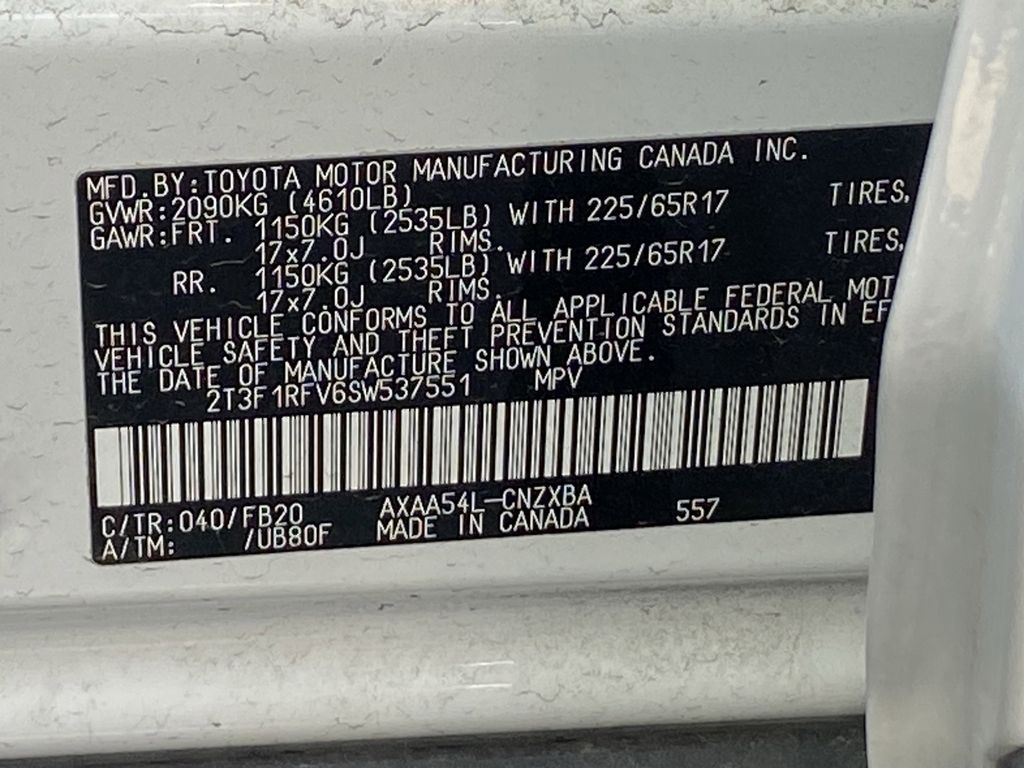 MFD.BY:TOYOTA MOTOR MANUFACTURING CANADA INC.
GVWR:2090KG (4610LB)
GAWR:FRT. 1150KG (2535LB) WITH 225/65R17 TIRES,
17x7.0J RIMS.
RR. 1150KG (2535LB) WITH 225/65R17 TIRES,
17x7.0J RIMS.
THIS VEHICLE CONFORMS TO ALL APPLICABLE FEDERAL MOT
VEHICLE SAFETY AND THEFT PREVENTION STANDARDS IN EF
THE DATE OF MANUFACTURE SHOWN ABOVE.
2T3F1RFV6SW537551 MPV
C/TR:040/FB20 AXAA54L-CNZXBA 557
A/TM: /UB80F MADE IN CANADA